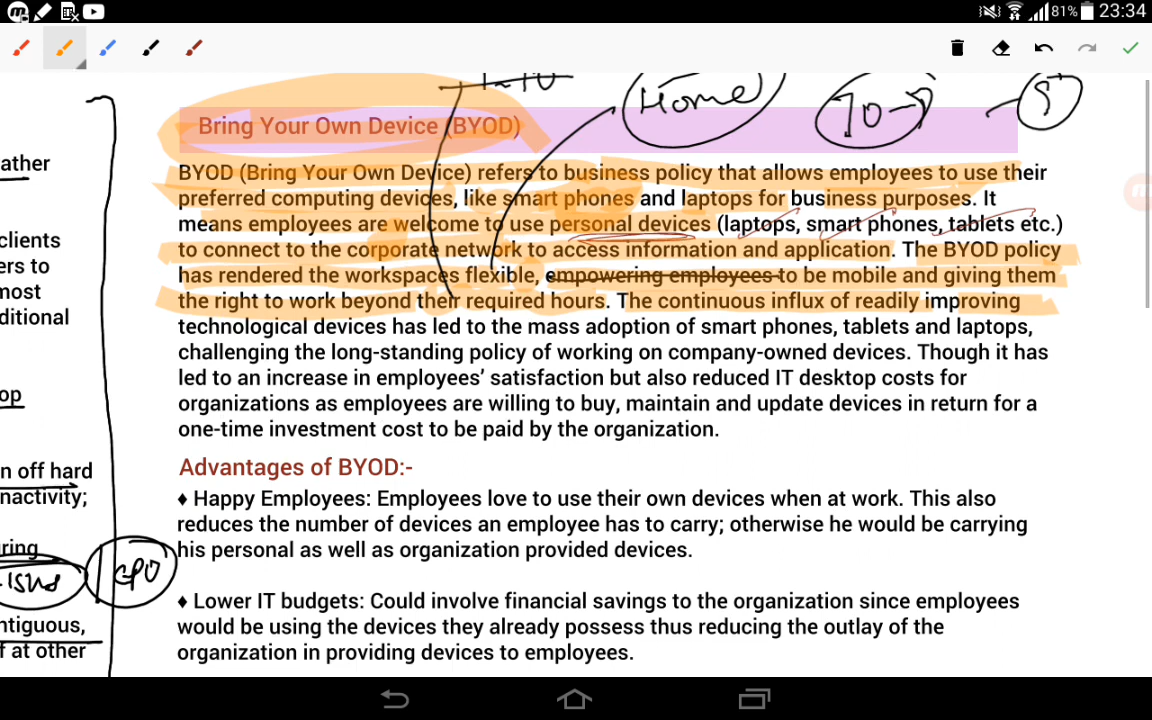 81% 23:34
Home
10-7
9
Bring Your Own Device (BYOD)
BYOD (Bring Your Own Device) refers to business policy that allows employees to use their
preferred computing devices, like smart phones and laptops for business purposes. It
means employees are welcome to use personal devices (laptops, smart phones, tablets etc.)
to connect to the corporate network to access information and application. The BYOD policy
has rendered the workspaces flexible, empowering employees to be mobile and giving them
the right to work beyond their required hours. The continuous influx of readily improving
technological devices has led to the mass adoption of smart phones, tablets and laptops,
challenging the long-standing policy of working on company-owned devices. Though it has
led to an increase in employees’ satisfaction but also reduced IT desktop costs for
organizations as employees are willing to buy, maintain and update devices in return for a
one-time investment cost to be paid by the organization.
Advantages of BYOD:-
♦ Happy Employees: Employees love to use their own devices when at work. This also
reduces the number of devices an employee has to carry; otherwise he would be carrying
his personal as well as organization provided devices.
♦ Lower IT budgets: Could involve financial savings to the organization since employees
would be using the devices they already possess thus reducing the outlay of the
organization in providing devices to employees.
ather
clients
ers to
most
ditional
op
n off hard
nactivity;
ring
ntiguous,
f at other